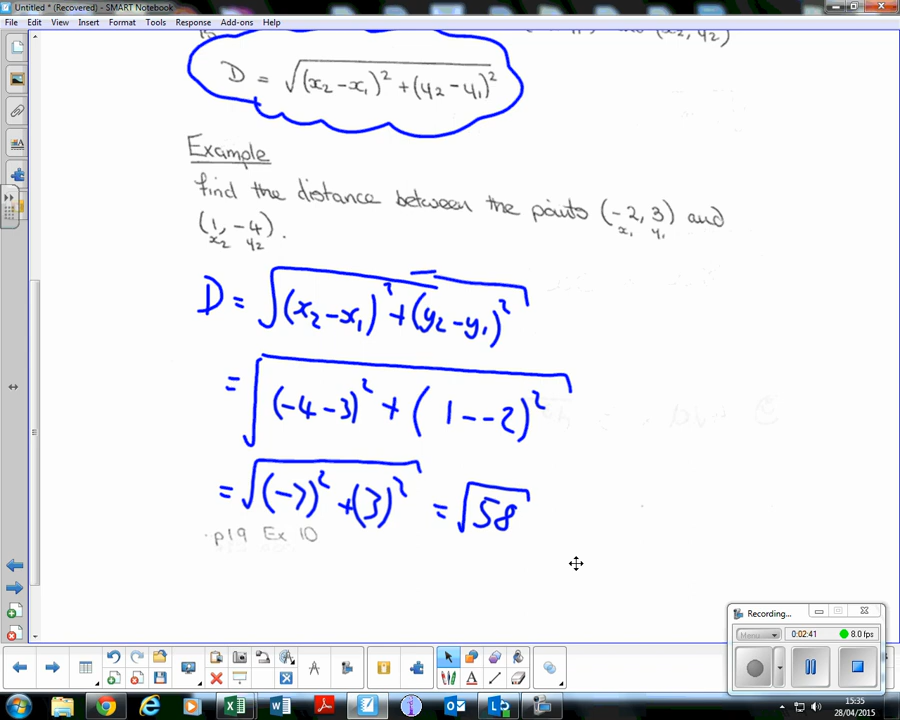 Untitled * (Recovered) - SMART Notebook
File Edit View Insert Format Tools Response Add-ons Help
(x₂, y₂)
D = √(x₂-x₁)² + (y₂-y₁)²
Example
Find the distance between the points (-2, 3) and
x₁ y₁
(1, -4).
x₂ y₂
D = √(x₂-x₁)² + (y₂-y₁)²
= √(-4-3)² + (1--2)²
= √(-7)² + (3)² = √58
p19 Ex 10
Recording...
Menu 0:02:41 8.0 fps
15:35
28/04/2015